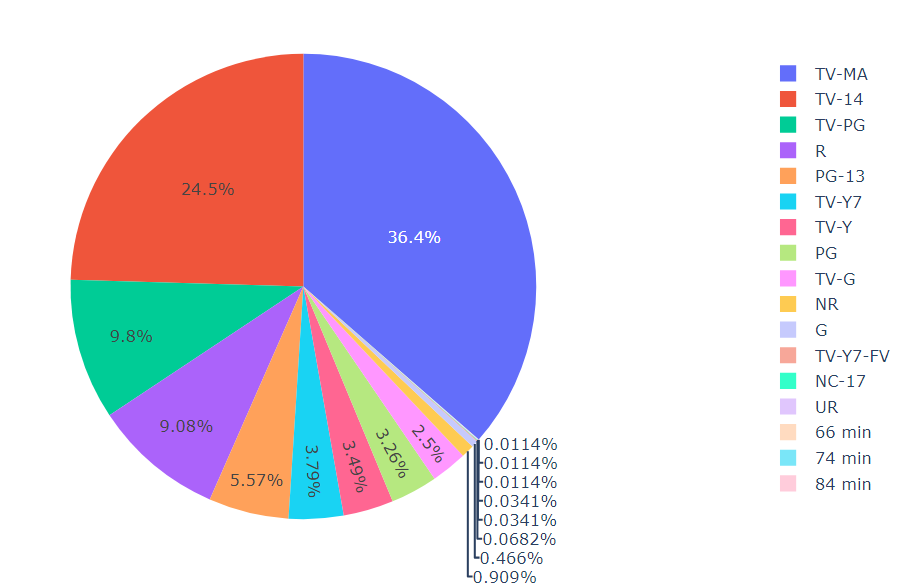 36.4%
24.5%
9.8%
9.08%
5.57%
3.79%
3.49%
3.26%
2.5%
0.0114%
0.0114%
0.0114%
0.0341%
0.0341%
0.0682%
0.466%
0.909%
TV-MA
TV-14
TV-PG
R
PG-13
TV-Y7
TV-Y
PG
TV-G
NR
G
TV-Y7-FV
NC-17
UR
66 min
74 min
84 min